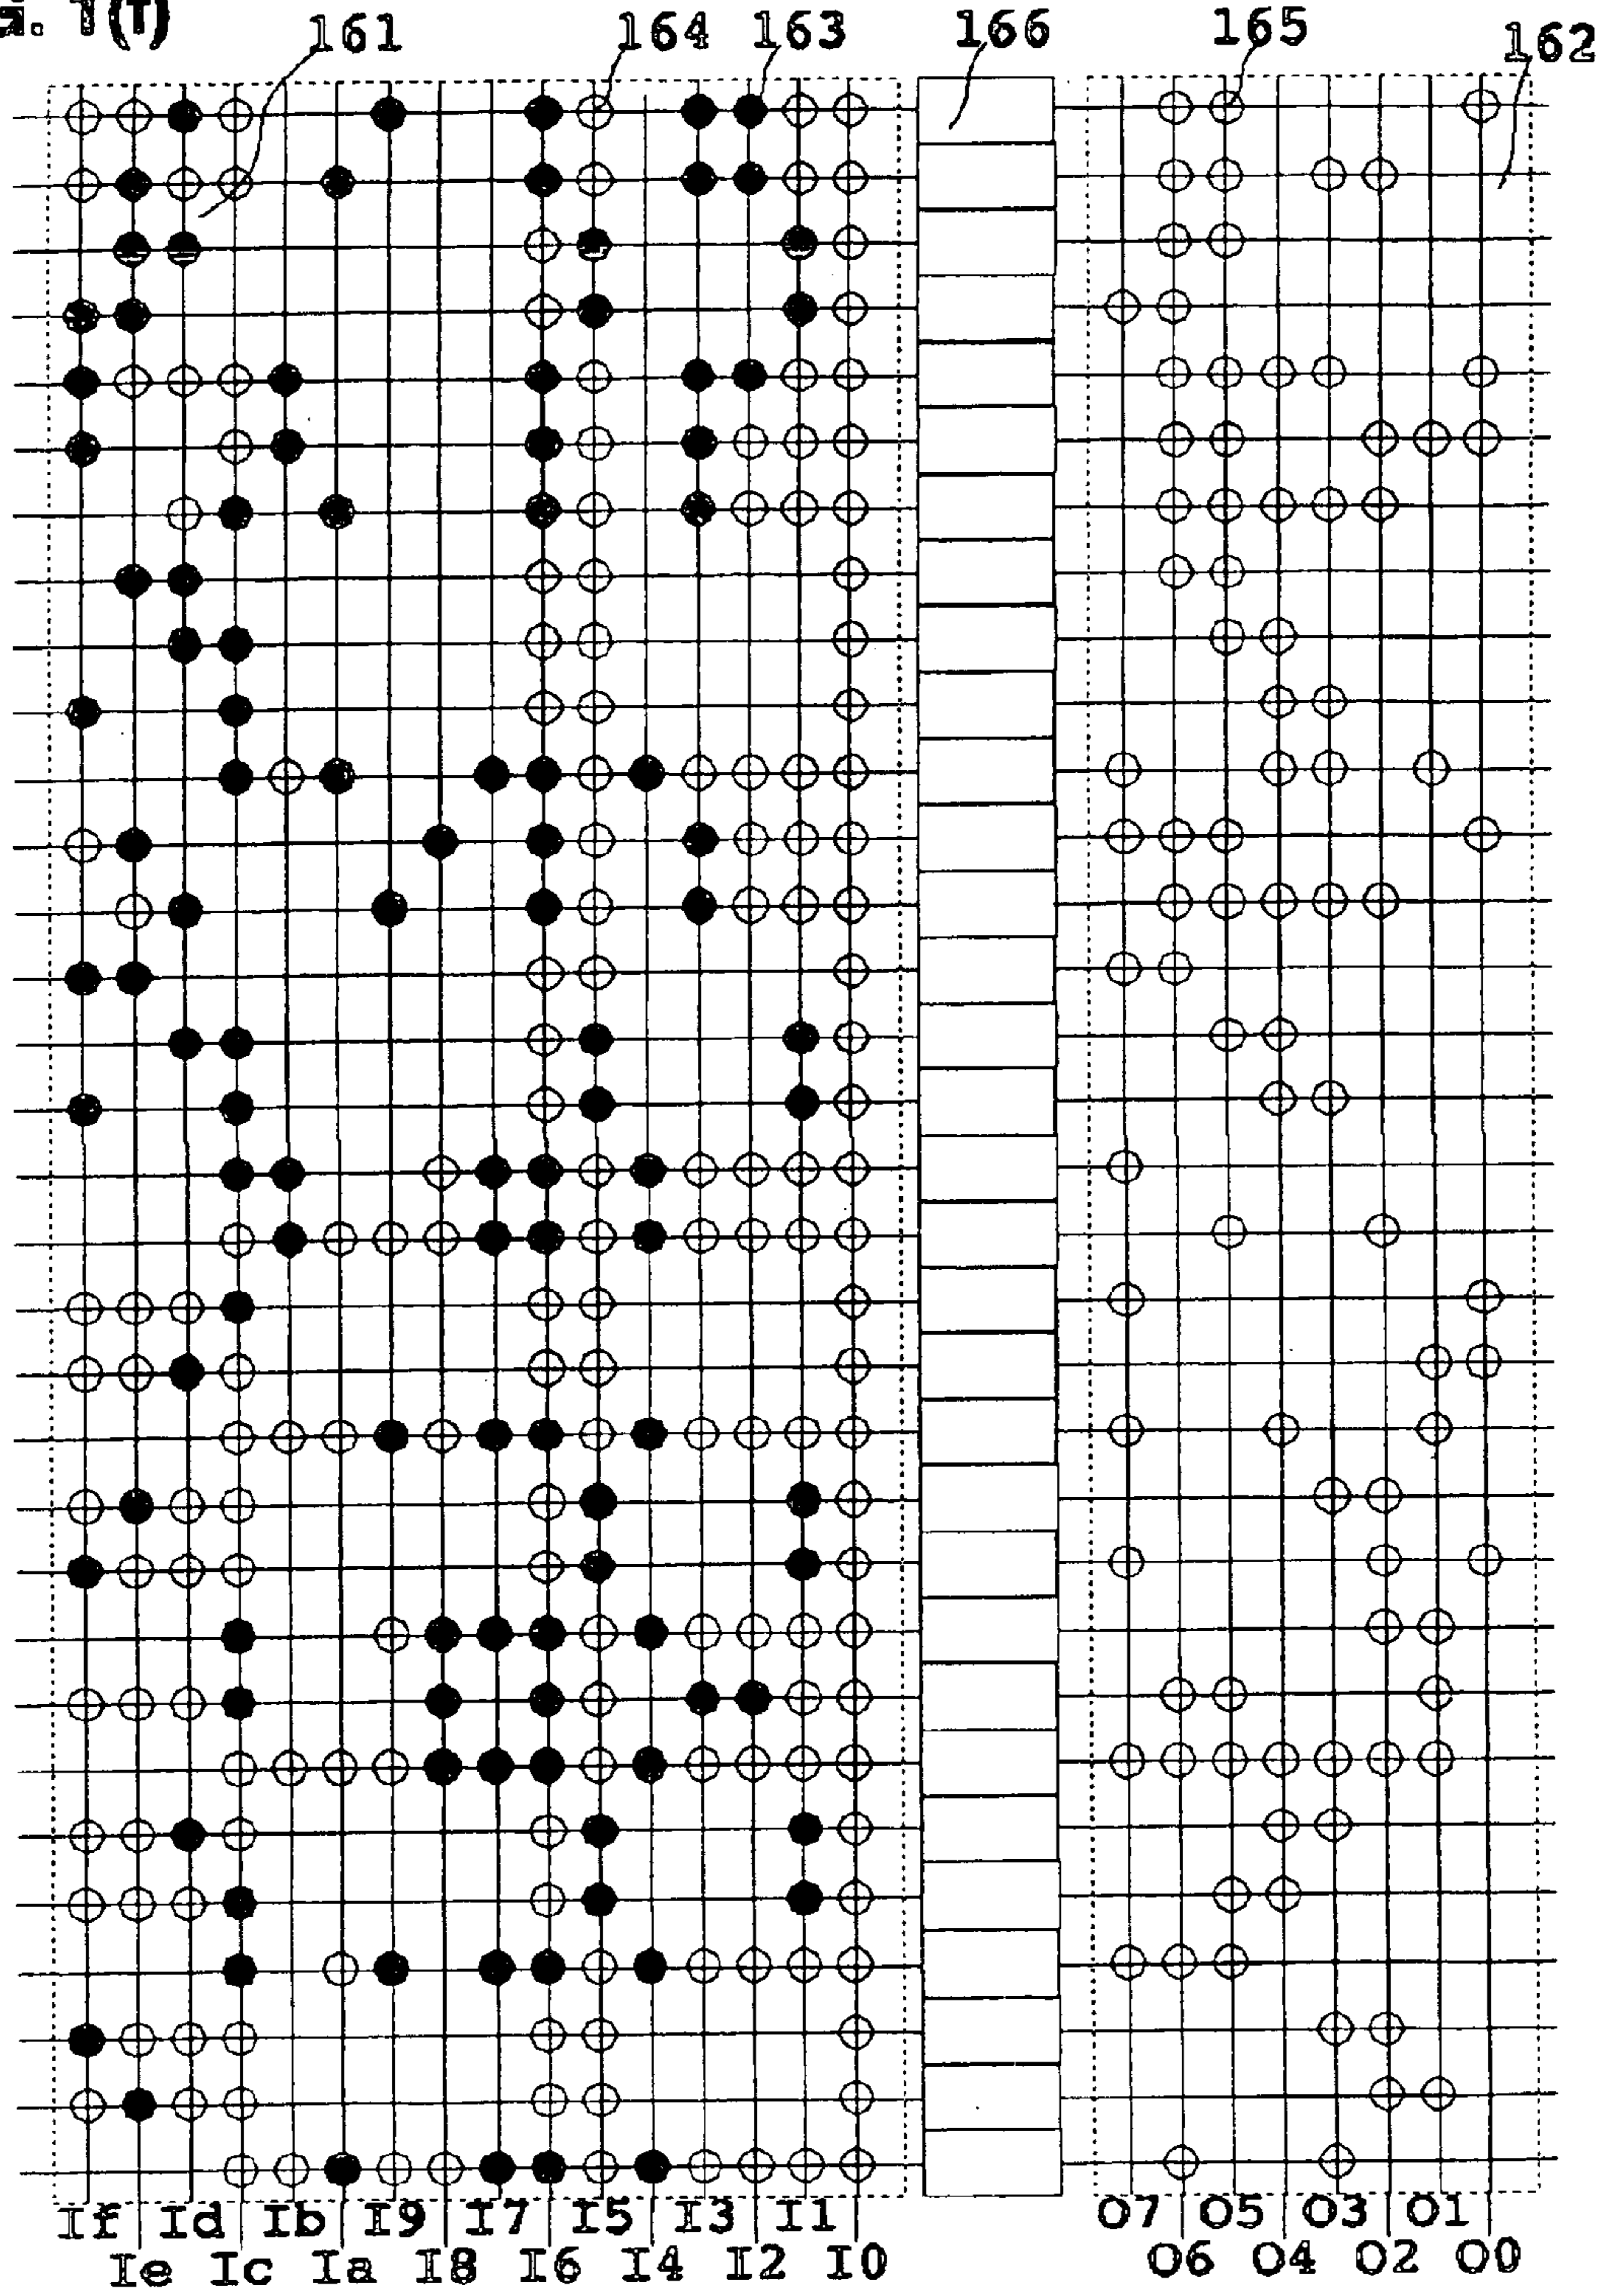 1(f)
161 164 163 166 165 162
If Id Ib I9 I7 I5 I3 I1 O7 O5 O3 O1
Ie Ic Ia I8 I6 I4 I2 I0 O6 O4 O2 O0